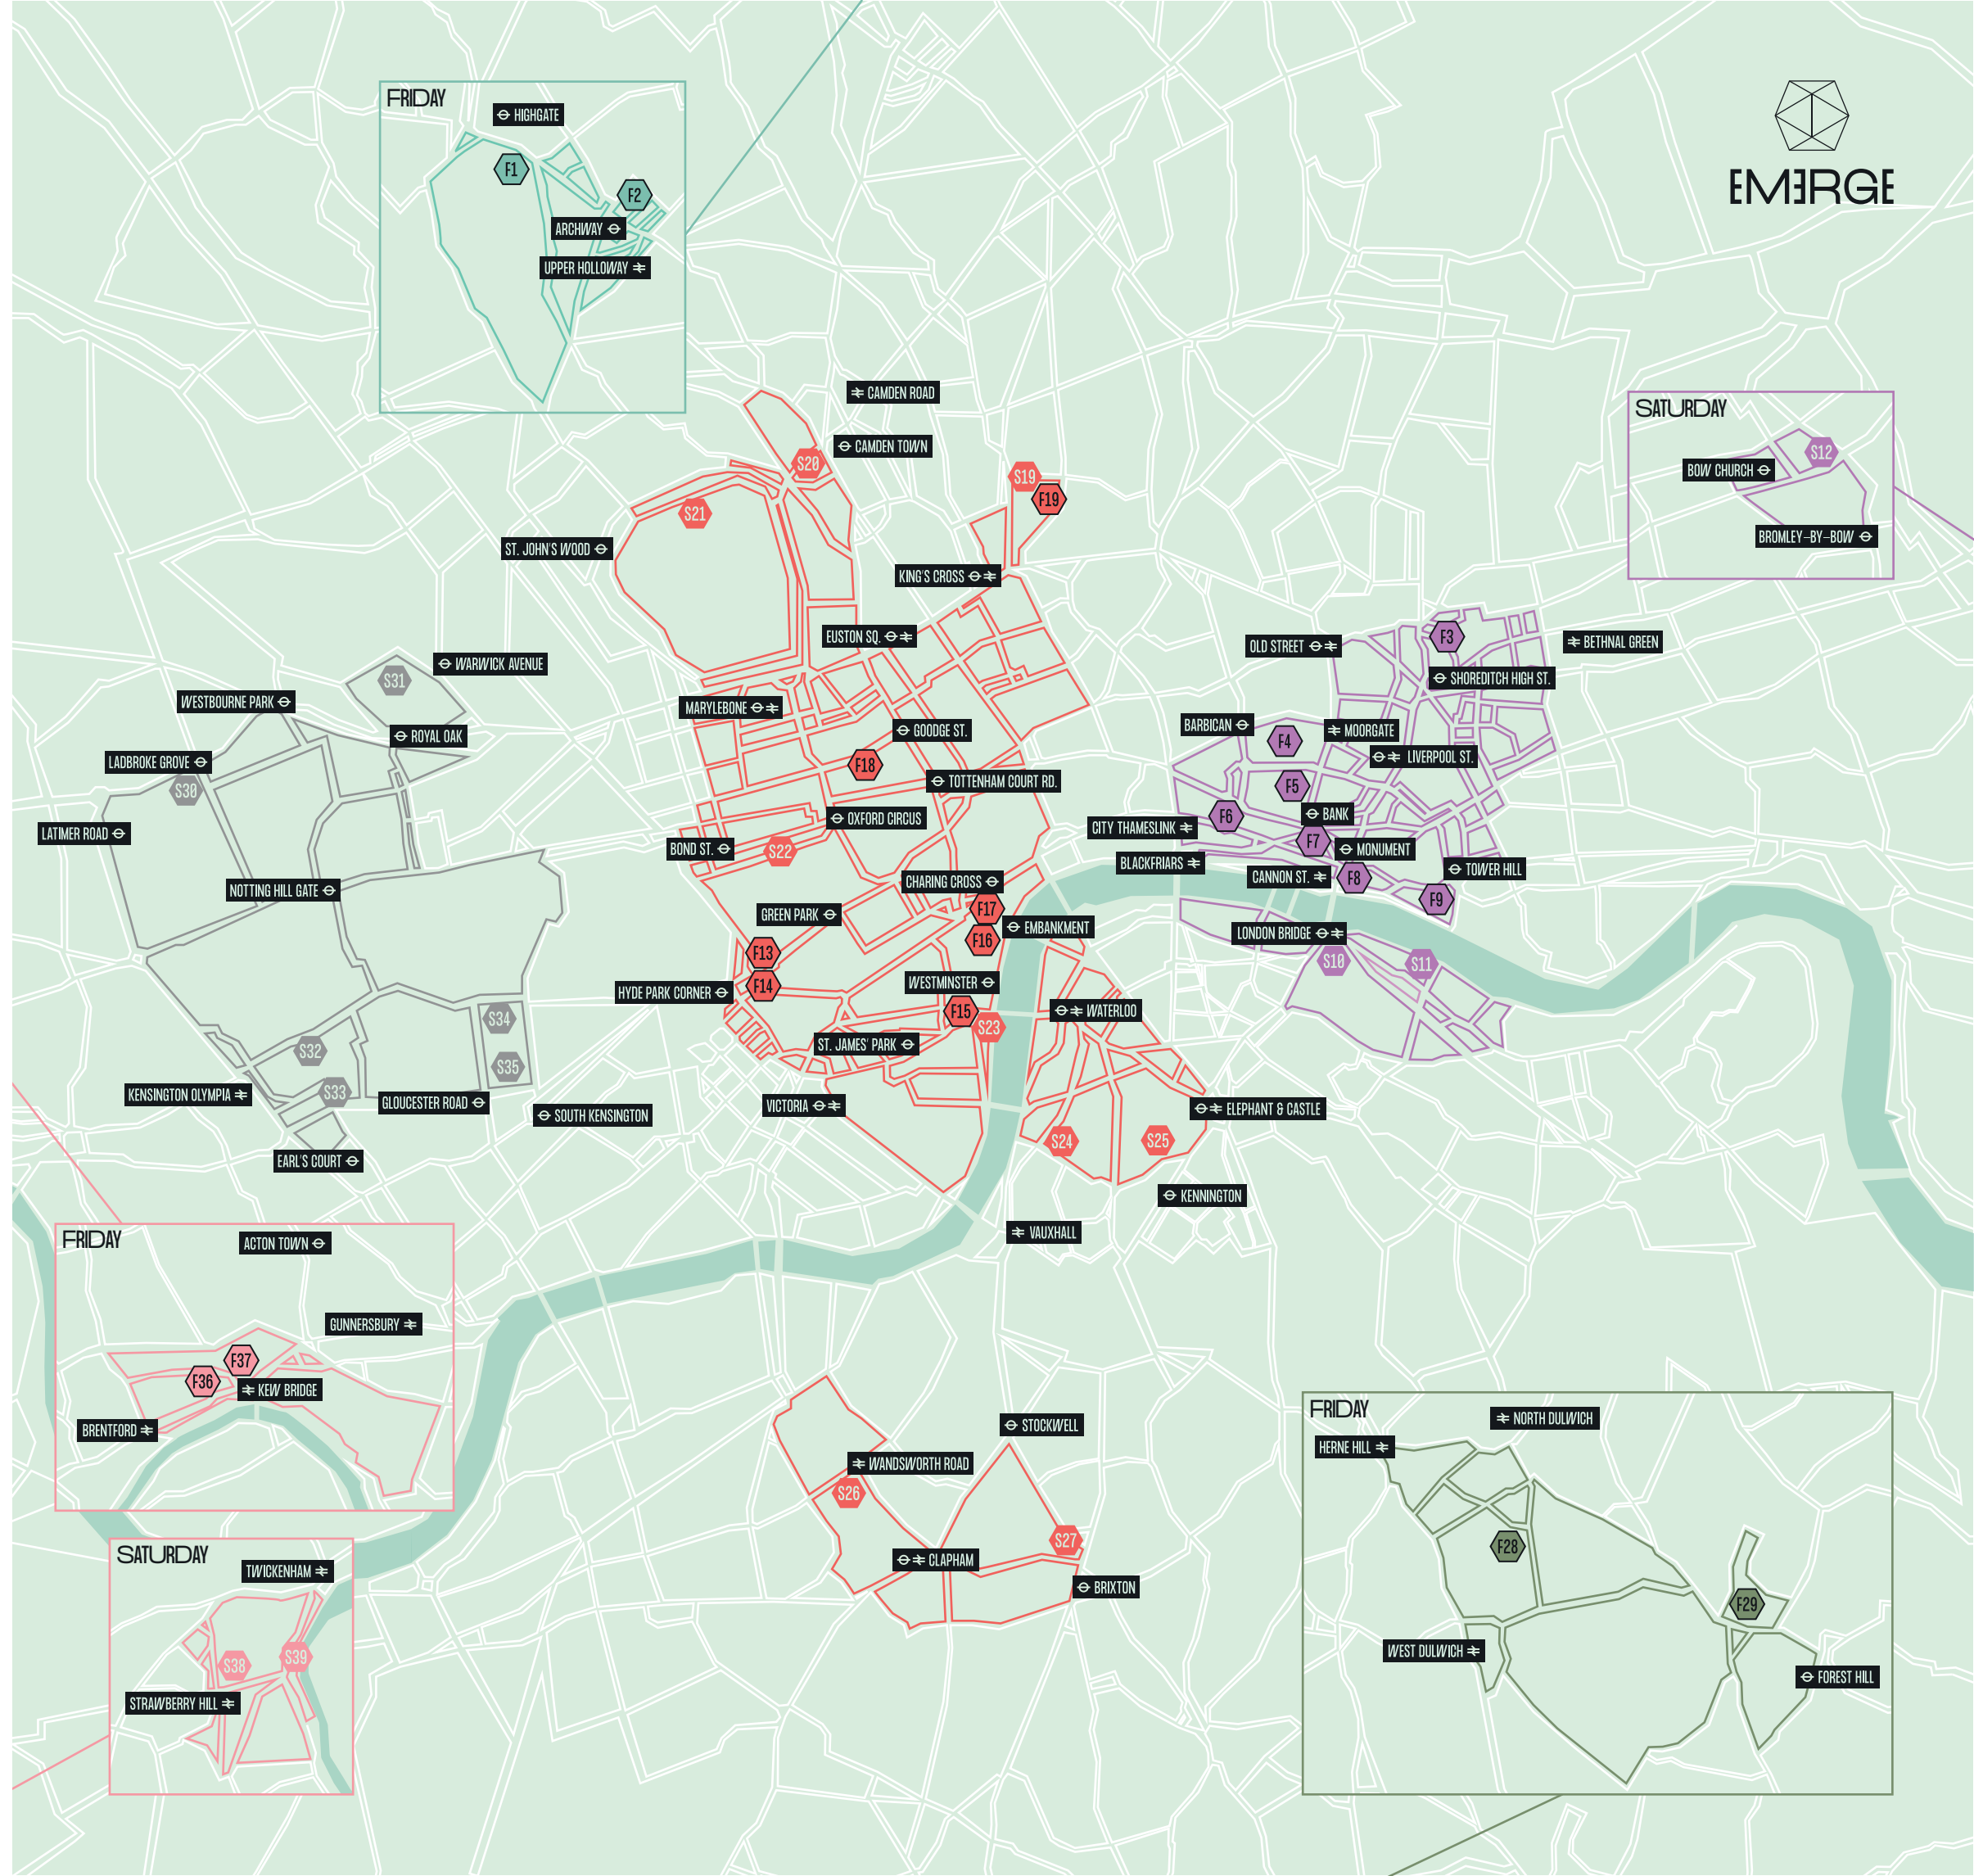 FRIDAY
HIGHGATE
F1
F2
ARCHWAY
UPPER HOLLOWAY
EMERGE
CAMDEN ROAD
CAMDEN TOWN
S20
S19
F19
S21
ST. JOHN'S WOOD
KING'S CROSS
EUSTON SQ.
SATURDAY
S12
BOW CHURCH
BROMLEY-BY-BOW
OLD STREET
F3
BETHNAL GREEN
SHOREDITCH HIGH ST.
WARWICK AVENUE
S31
WESTBOURNE PARK
ROYAL OAK
LADBROKE GROVE
S30
LATIMER ROAD
NOTTING HILL GATE
MARYLEBONE
GOODGE ST.
F18
TOTTENHAM COURT RD.
OXFORD CIRCUS
BOND ST.
S22
BARBICAN
F4
MOORGATE
LIVERPOOL ST.
F5
F6
BANK
CITY THAMESLINK
F7
MONUMENT
BLACKFRIARS
CANNON ST.
F8
TOWER HILL
F9
CHARING CROSS
GREEN PARK
F17
EMBANKMENT
F16
LONDON BRIDGE
S10
S11
F13
F14
HYDE PARK CORNER
WESTMINSTER
F15
S23
WATERLOO
ST. JAMES' PARK
S34
S32
S35
S33
KENSINGTON OLYMPIA
GLOUCESTER ROAD
SOUTH KENSINGTON
EARL'S COURT
VICTORIA
ELEPHANT & CASTLE
S24
S25
KENNINGTON
VAUXHALL
FRIDAY
ACTON TOWN
GUNNERSBURY
F37
F36
KEW BRIDGE
BRENTFORD
STOCKWELL
WANDSWORTH ROAD
S26
S27
CLAPHAM
BRIXTON
FRIDAY
NORTH DULWICH
HERNE HILL
F28
F29
WEST DULWICH
FOREST HILL
SATURDAY
TWICKENHAM
S38
S39
STRAWBERRY HILL